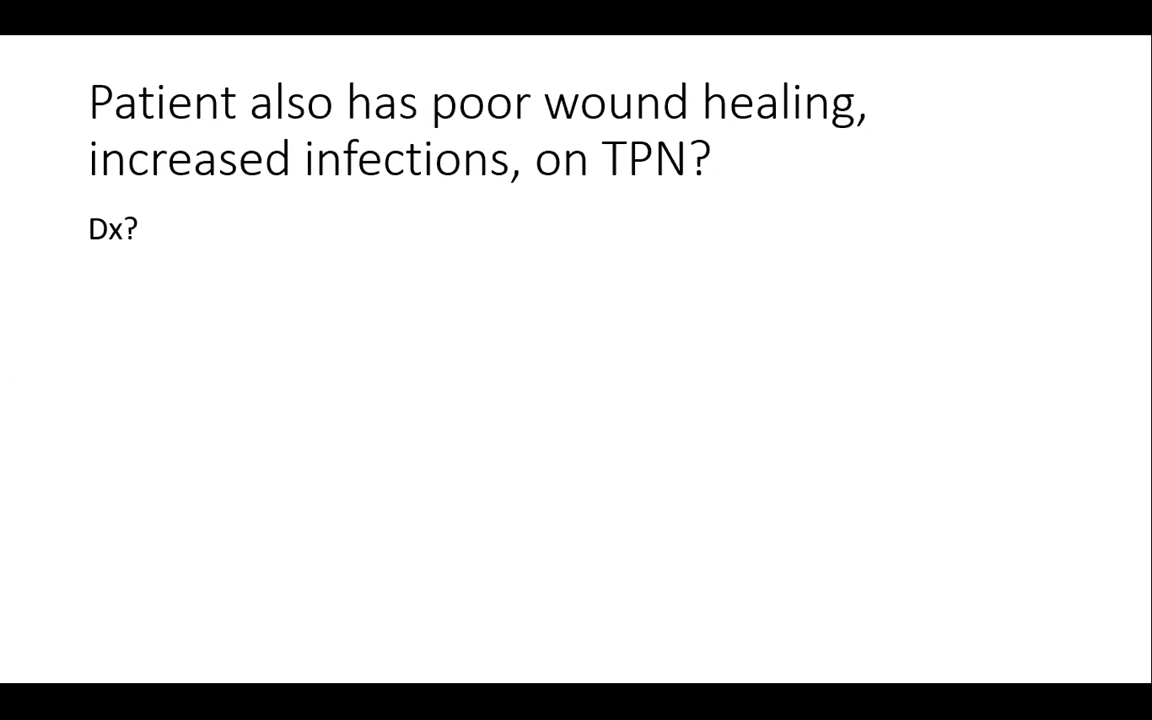 Patient also has poor wound healing,
increased infections, on TPN?
Dx?